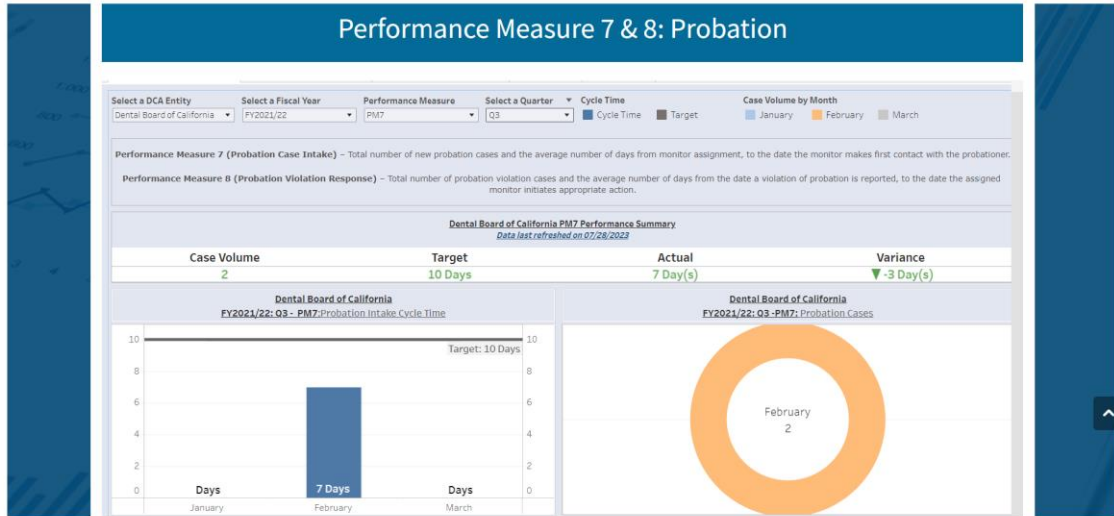 Performance Measure 7 & 8: Probation
Select a DCA Entity
Select a Fiscal Year
Performance Measure
Select a Quarter
Cycle Time
Case Volume by Month
Dental Board of California
FY2021/22
PM7
Q3
Cycle Time
Target
January
February
March
Performance Measure 7 (Probation Case Intake) – Total number of new probation cases and the average number of days from monitor assignment, to the date the monitor makes first contact with the probationer.
Performance Measure 8 (Probation Violation Response) – Total number of probation violation cases and the average number of days from the date a violation of probation is reported, to the date the assigned
monitor initiates appropriate action.
Dental Board of California PM7 Performance Summary
Data last refreshed on 07/28/2023
Case Volume Target Actual Variance
2 10 Days 7 Day(s) ▼ -3 Day(s)
Dental Board of California
FY2021/22: Q3 - PM7:Probation Intake Cycle Time
10
8
6
4
2
0
Target: 10 Days
10
8
6
4
2
0
Days 7 Days Days
January February March
Dental Board of California
FY2021/22: Q3 -PM7: Probation Cases
February
2